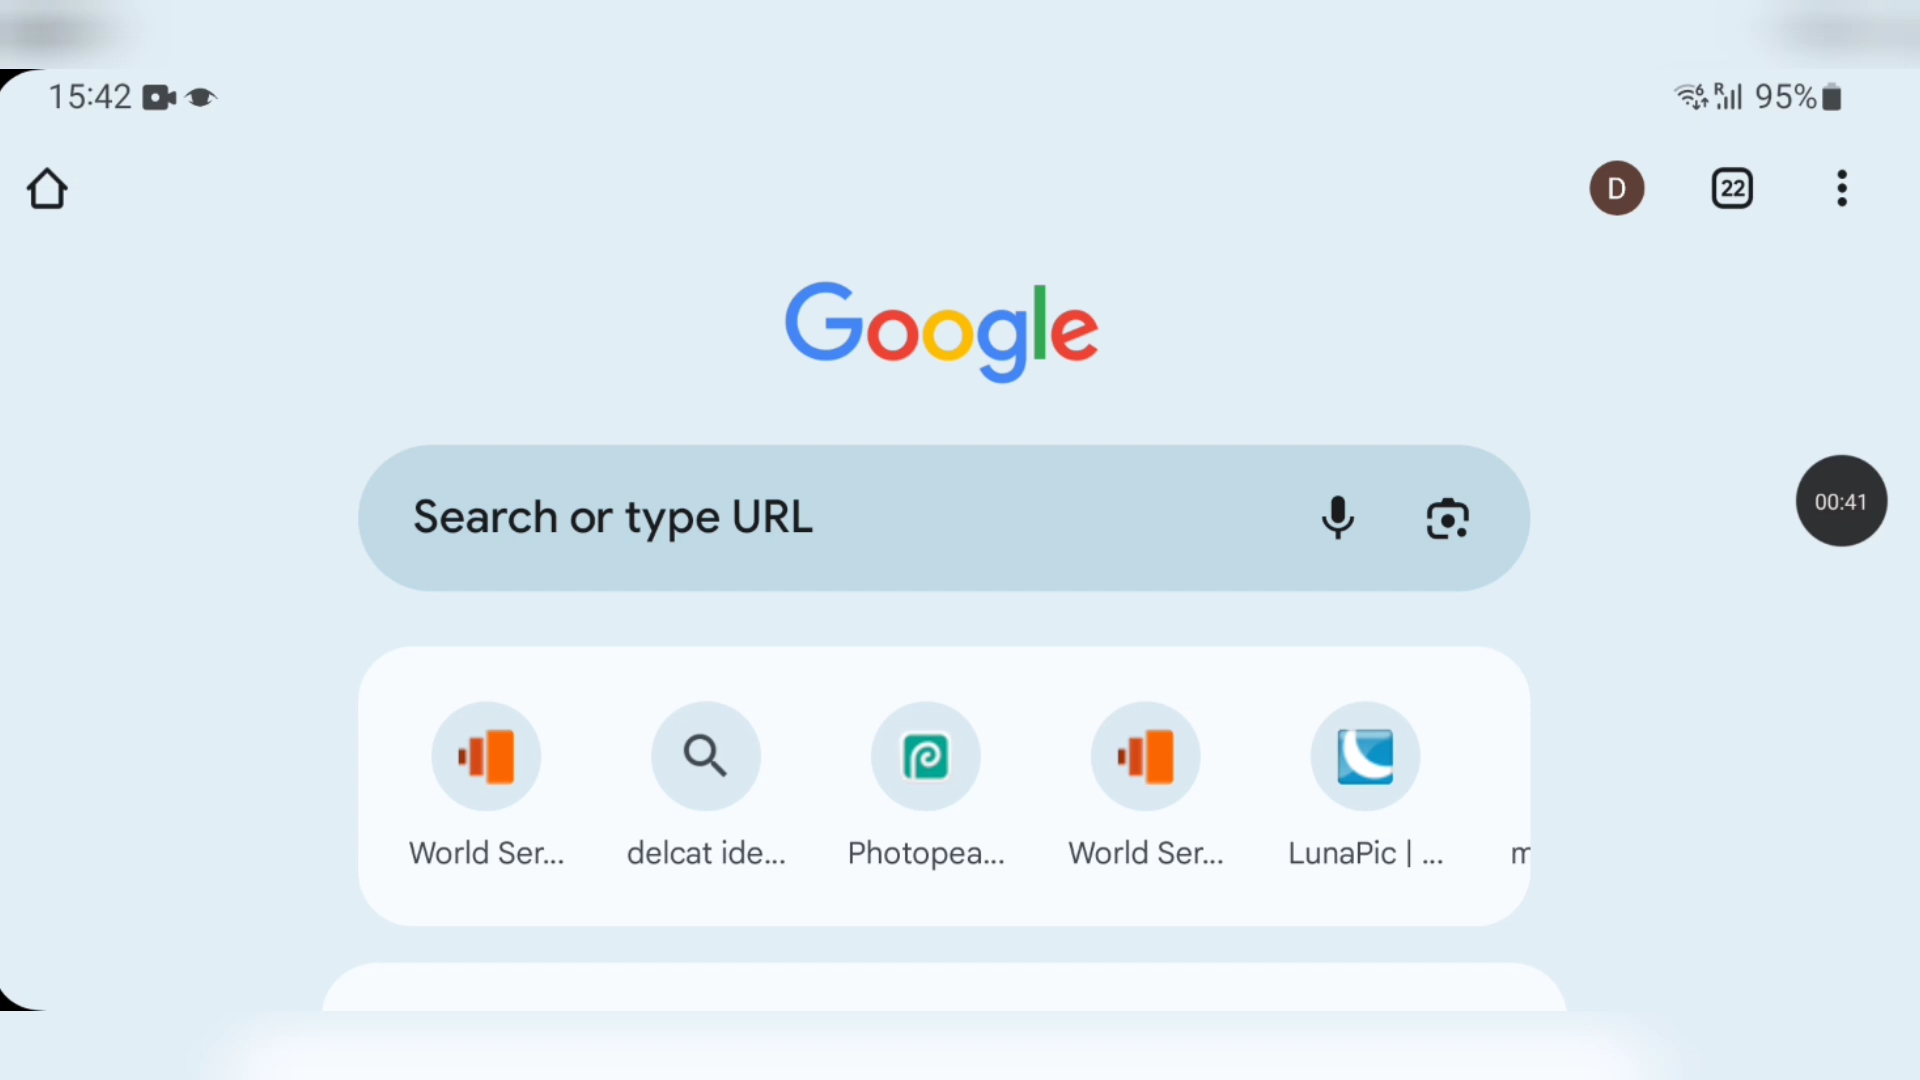 15:42
6 R 95%
D 22
Google
Search or type URL
00:41
World Ser... delcat ide... Photopea... World Ser... LunaPic | ... m